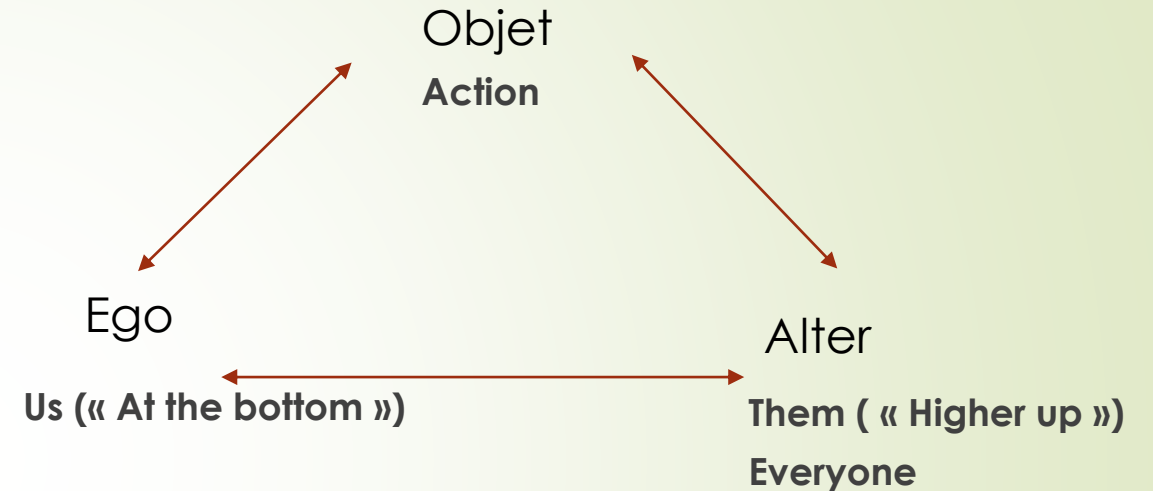 Objet
Action
Ego
Us (« At the bottom »)
Alter
Them ( « Higher up »)
Everyone